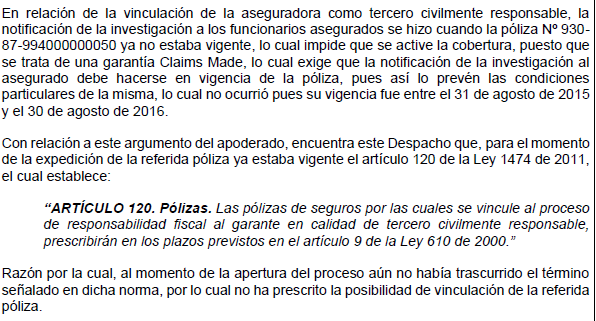 En relación de la vinculación de la aseguradora como tercero civilmente responsable, la
notificación de la investigación a los funcionarios asegurados se hizo cuando la póliza Nº 930-
87-994000000050 ya no estaba vigente, lo cual impide que se active la cobertura, puesto que
se trata de una garantía Claims Made, lo cual exige que la notificación de la investigación al
asegurado debe hacerse en vigencia de la póliza, pues así lo prevén las condiciones
particulares de la misma, lo cual no ocurrió pues su vigencia fue entre el 31 de agosto de 2015
y el 30 de agosto de 2016.
Con relación a este argumento del apoderado, encuentra este Despacho que, para el momento
de la expedición de la referida póliza ya estaba vigente el artículo 120 de la Ley 1474 de 2011,
el cual establece:
“ARTÍCULO 120. Pólizas. Las pólizas de seguros por las cuales se vincule al proceso
de responsabilidad fiscal al garante en calidad de tercero civilmente responsable,
prescribirán en los plazos previstos en el artículo 9 de la Ley 610 de 2000.”
Razón por la cual, al momento de la apertura del proceso aún no había trascurrido el término
señalado en dicha norma, por lo cual no ha prescrito la posibilidad de vinculación de la referida
póliza.